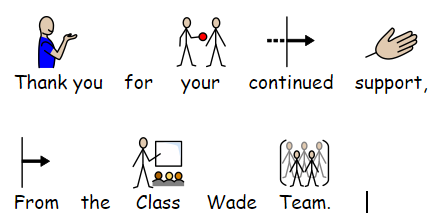 Thank you for your continued support,
From the Class Wade Team.